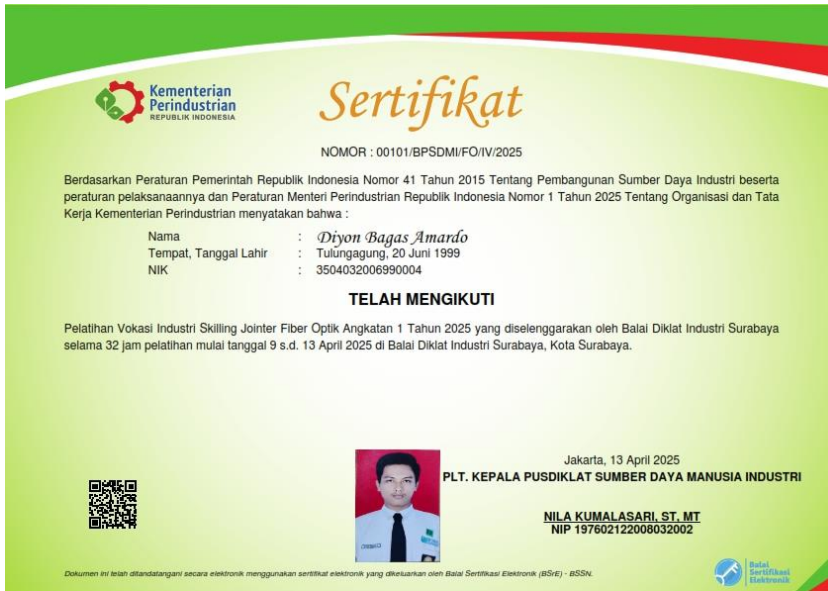 Kementerian
Perindustrian
REPUBLIK INDONESIA
Sertifikat
NOMOR : 00101/BPSDMI/FO/IV/2025
Berdasarkan Peraturan Pemerintah Republik Indonesia Nomor 41 Tahun 2015 Tentang Pembangunan Sumber Daya Industri beserta
peraturan pelaksanaannya dan Peraturan Menteri Perindustrian Republik Indonesia Nomor 1 Tahun 2025 Tentang Organisasi dan Tata
Kerja Kementerian Perindustrian menyatakan bahwa :
Nama : Diyon Bagas Amardo
Tempat, Tanggal Lahir : Tulungagung, 20 Juni 1999
NIK : 3504032006990004
TELAH MENGIKUTI
Pelatihan Vokasi Industri Skilling Jointer Fiber Optik Angkatan 1 Tahun 2025 yang diselenggarakan oleh Balai Diklat Industri Surabaya
selama 32 jam pelatihan mulai tanggal 9 s.d. 13 April 2025 di Balai Diklat Industri Surabaya, Kota Surabaya.
Jakarta, 13 April 2025
PLT. KEPALA PUSDIKLAT SUMBER DAYA MANUSIA INDUSTRI
NILA KUMALASARI, ST, MT
NIP 197602122008032002
Dokumen ini telah ditandatangani secara elektronik menggunakan sertifikat elektronik yang dikeluarkan oleh Balai Sertifikasi Elektronik (BSrE) - BSSN.
Balai
Sertifikasi
Elektronik